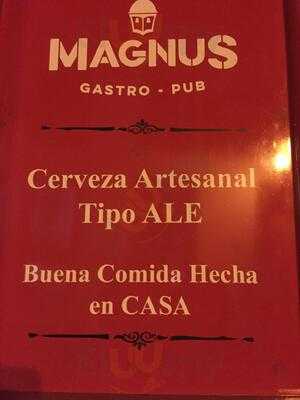 MAGNUS
GASTRO - PUB
Cerveza Artesanal
Tipo ALE
Buena Comida Hecha
en CASA